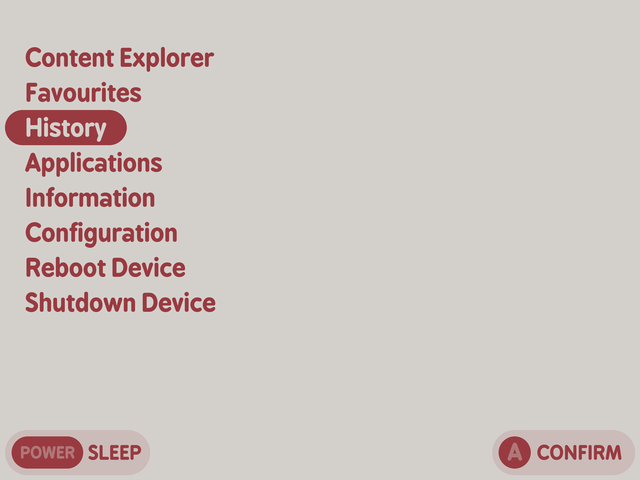 Content Explorer
Favourites
History
Applications
Information
Configuration
Reboot Device
Shutdown Device
POWER SLEEP
A CONFIRM